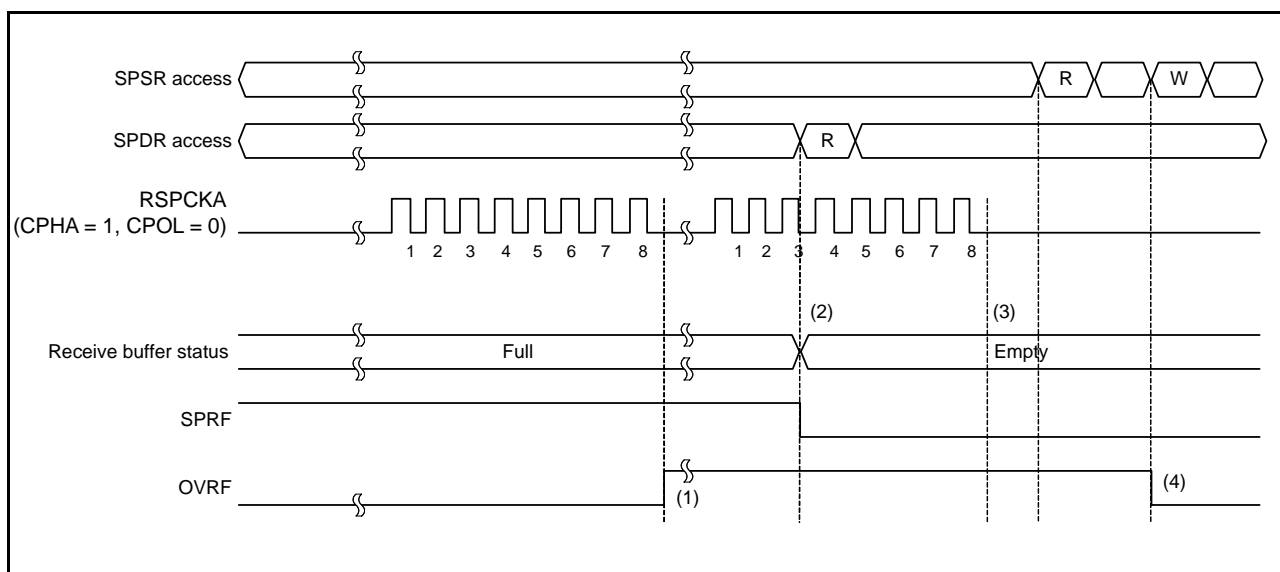 SPSR access
R
W
SPDR access
R
RSPCKA
(CPHA = 1, CPOL = 0)
1 2 3 4 5 6 7 8 1 2 3 4 5 6 7 8
(2) (3)
Receive buffer status Full Empty
SPRF
OVRF
(1) (4)